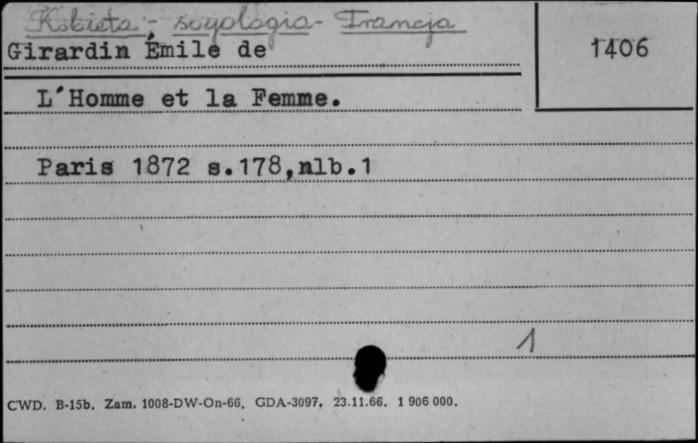 Kobieta - socjologia - Francja
Girardin Émile de
1406
L'Homme et la Femme.
Paris 1872 s.178,nlb.1
1
CWD. B-15b. Zam. 1008-DW-On-66. GDA-3097. 23.11.66. 1 906 000.